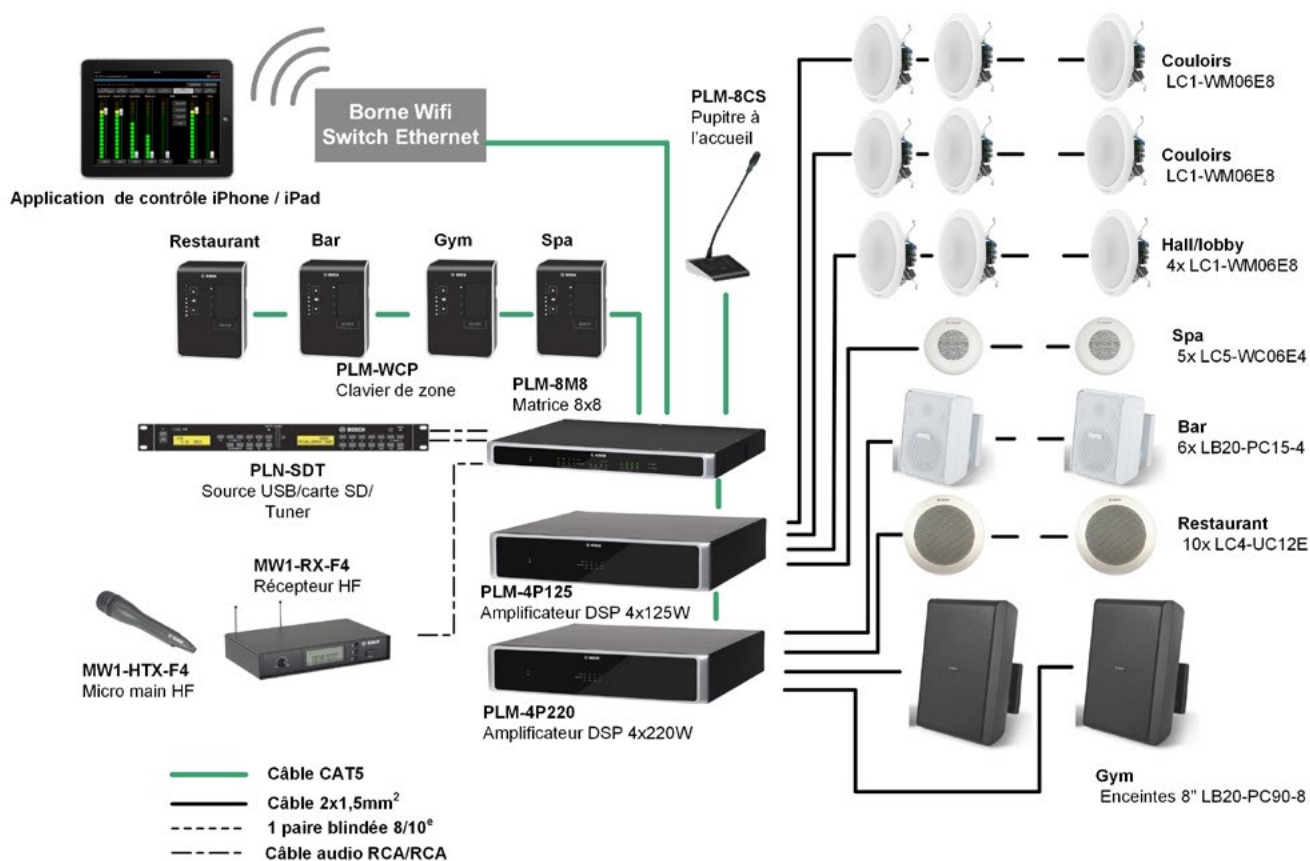 Borne Wifi
Switch Ethernet
Application de contrôle iPhone / iPad
PLM-8CS
Pupitre à
l'accueil
Couloirs
LC1-WM06E8
Couloirs
LC1-WM06E8
Hall/lobby
4x LC1-WM06E8
Restaurant
Bar
Gym
Spa
PLM-WCP
Clavier de zone
PLM-8M8
Matrice 8x8
Spa
5x LC5-WC06E4
Bar
6x LB20-PC15-4
BOSCH
PLN-SDT
Source USB/carte SD/
Tuner
Restaurant
10x LC4-UC12E
MW1-RX-F4
Récepteur HF
PLM-4P125
Amplificateur DSP 4x125W
MW1-HTX-F4
Micro main HF
PLM-4P220
Amplificateur DSP 4x220W
Gym
Enceintes 8" LB20-PC90-8
Câble CAT5
Câble 2x1,5mm²
1 paire blindée 8/10e
Câble audio RCA/RCA